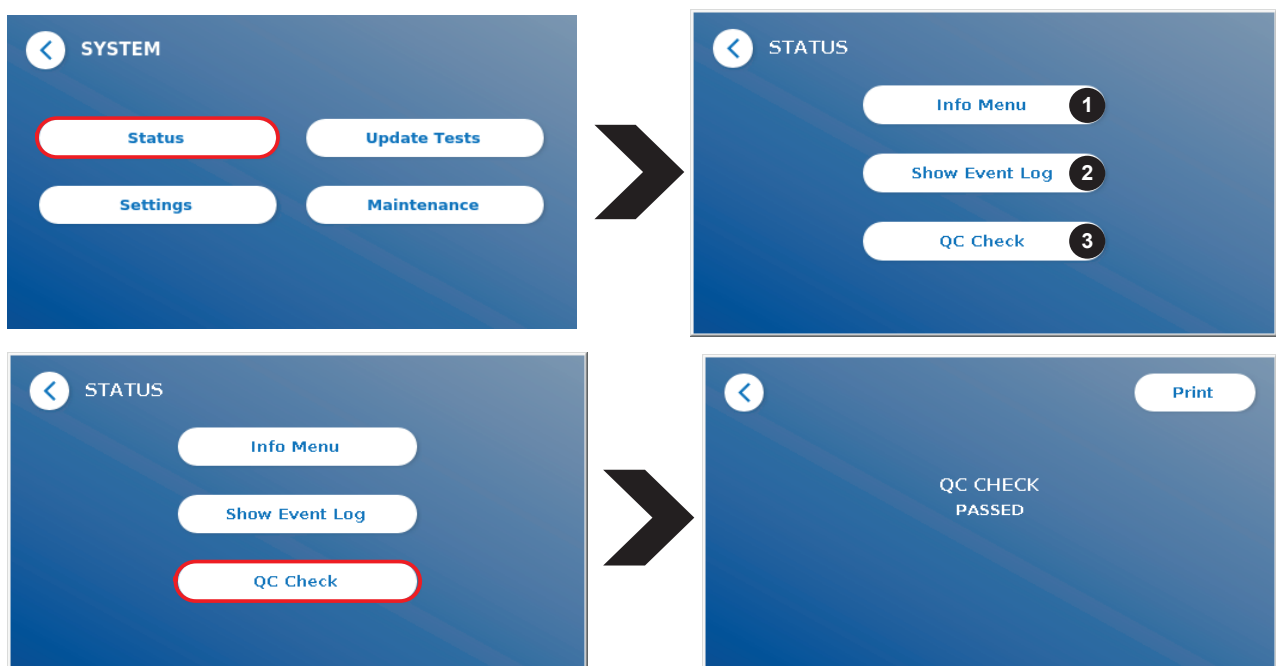 SYSTEM
Status
Update Tests
Settings
Maintenance
STATUS
Info Menu 1
Show Event Log 2
QC Check 3
STATUS
Info Menu
Show Event Log
QC Check
Print
QC CHECK
PASSED